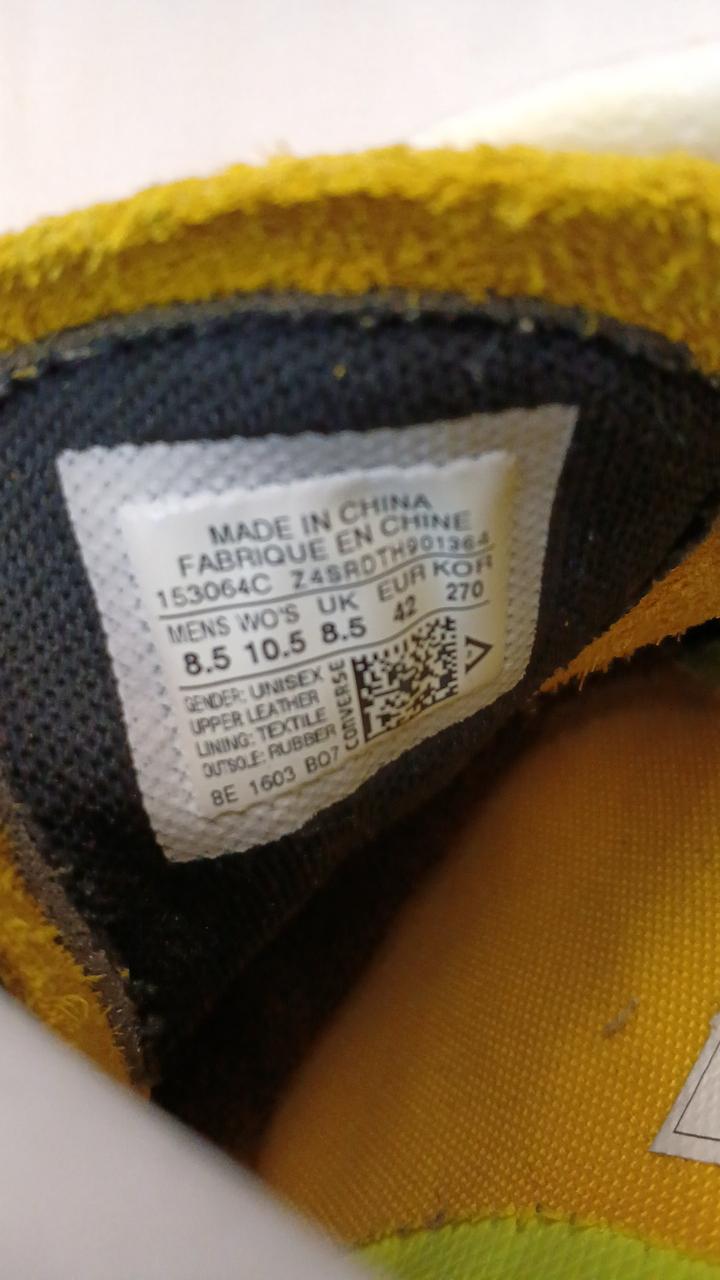 MADE IN CHINA
FABRIQUE EN CHINE
153064C Z4SRDTH901364
MENS WO'S UK EUR KOR
8.5 10.5 8.5 42 270
GENDER: UNISEX
UPPER LEATHER
LINING: TEXTILE
OUTSOLE: RUBBER
CONVERSE
8E 1603 B07